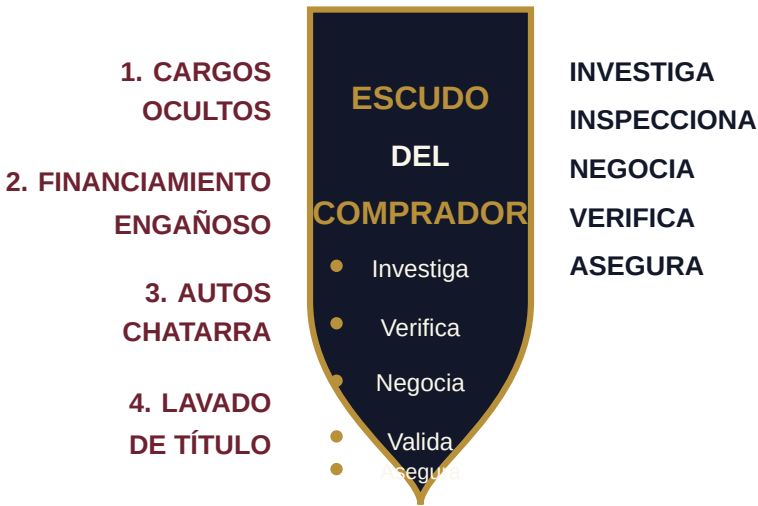 1. CARGOS
OCULTOS
2. FINANCIAMIENTO
ENGAÑOSO
3. AUTOS
CHATARRA
4. LAVADO
DE TÍTULO
ESCUDO
DEL
COMPRADOR
Investiga
Verifica
Negocia
Valida
Asegura
INVESTIGA
INSPECCIONA
NEGOCIA
VERIFICA
ASEGURA